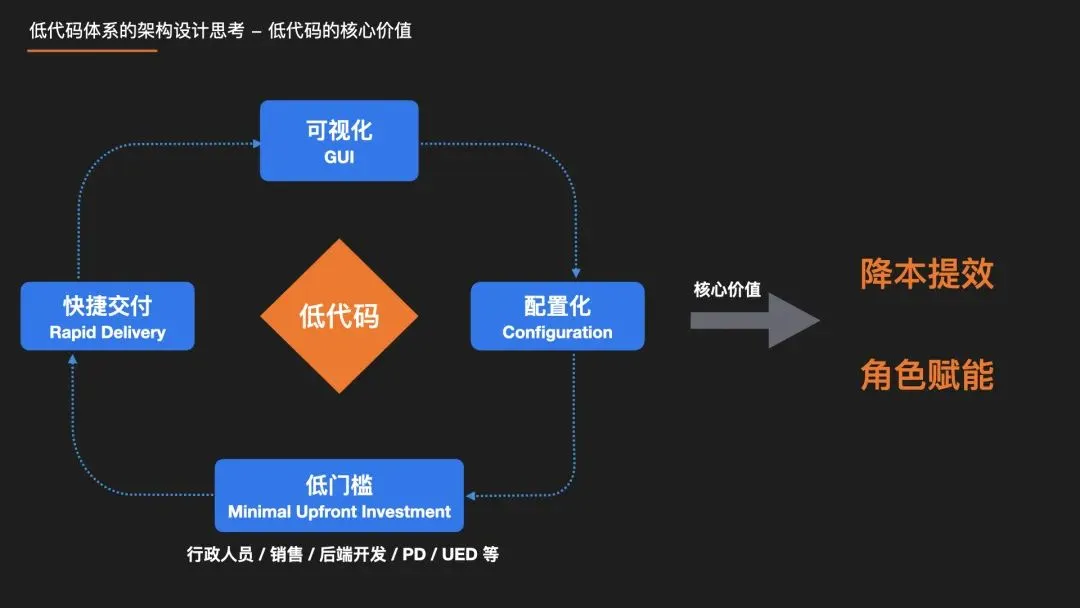 低代码体系的架构设计思考 – 低代码的核心价值
可视化
GUI
快捷交付
Rapid Delivery
低代码
配置化
Configuration
核心价值
降本提效
角色赋能
低门槛
Minimal Upfront Investment
行政人员 / 销售 / 后端开发 / PD / UED 等